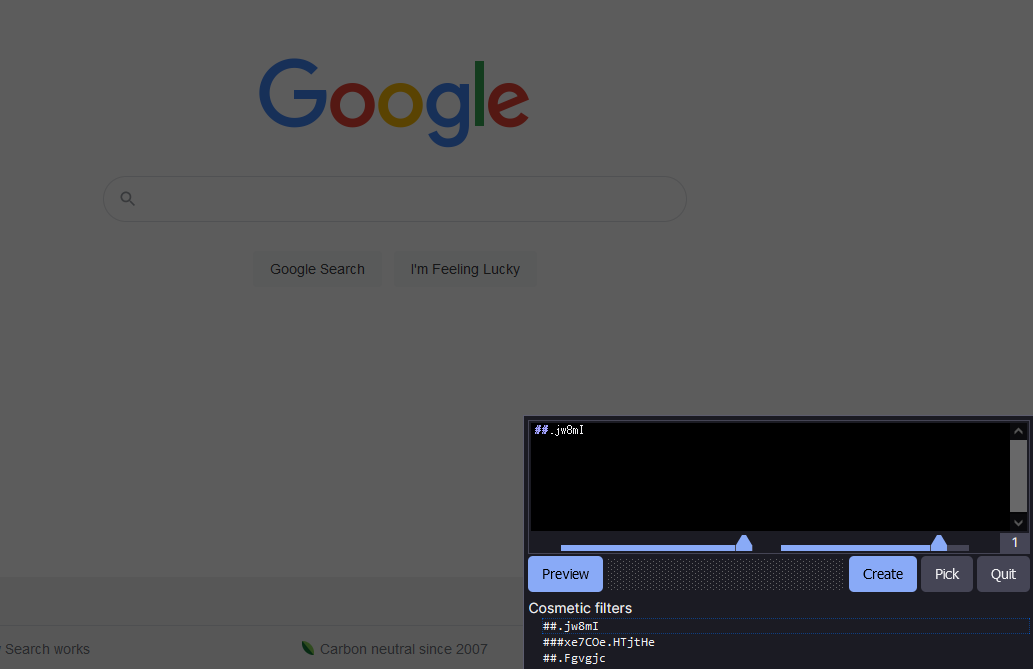 Google
Google Search
I'm Feeling Lucky
##.jw8mI
1
Preview
Create
Pick
Quit
Cosmetic filters
##.jw8mI
###xe7COe.HTjtHe
##.Fgvgjc
Search works
Carbon neutral since 2007